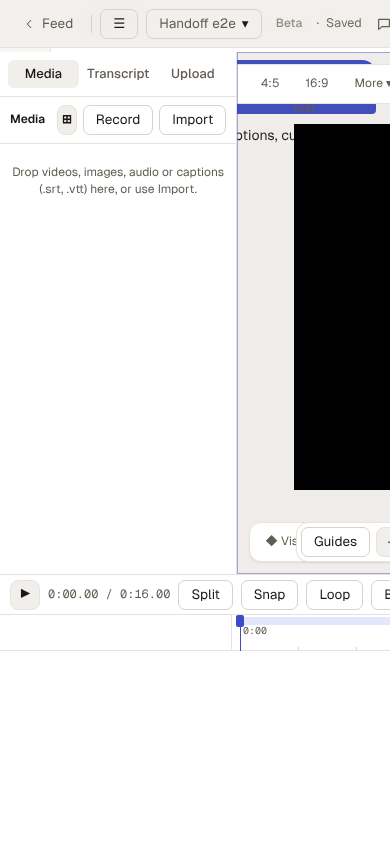 Feed
Handoff e2e ▾
Beta
· Saved
Media
Transcript
Upload
4:5
16:9
More ▾
Media
Record
Import
Drop videos, images, audio or captions
(.srt, .vtt) here, or use Import.
Guides
0:00.00 / 0:16.00
Split
Snap
Loop
0:00